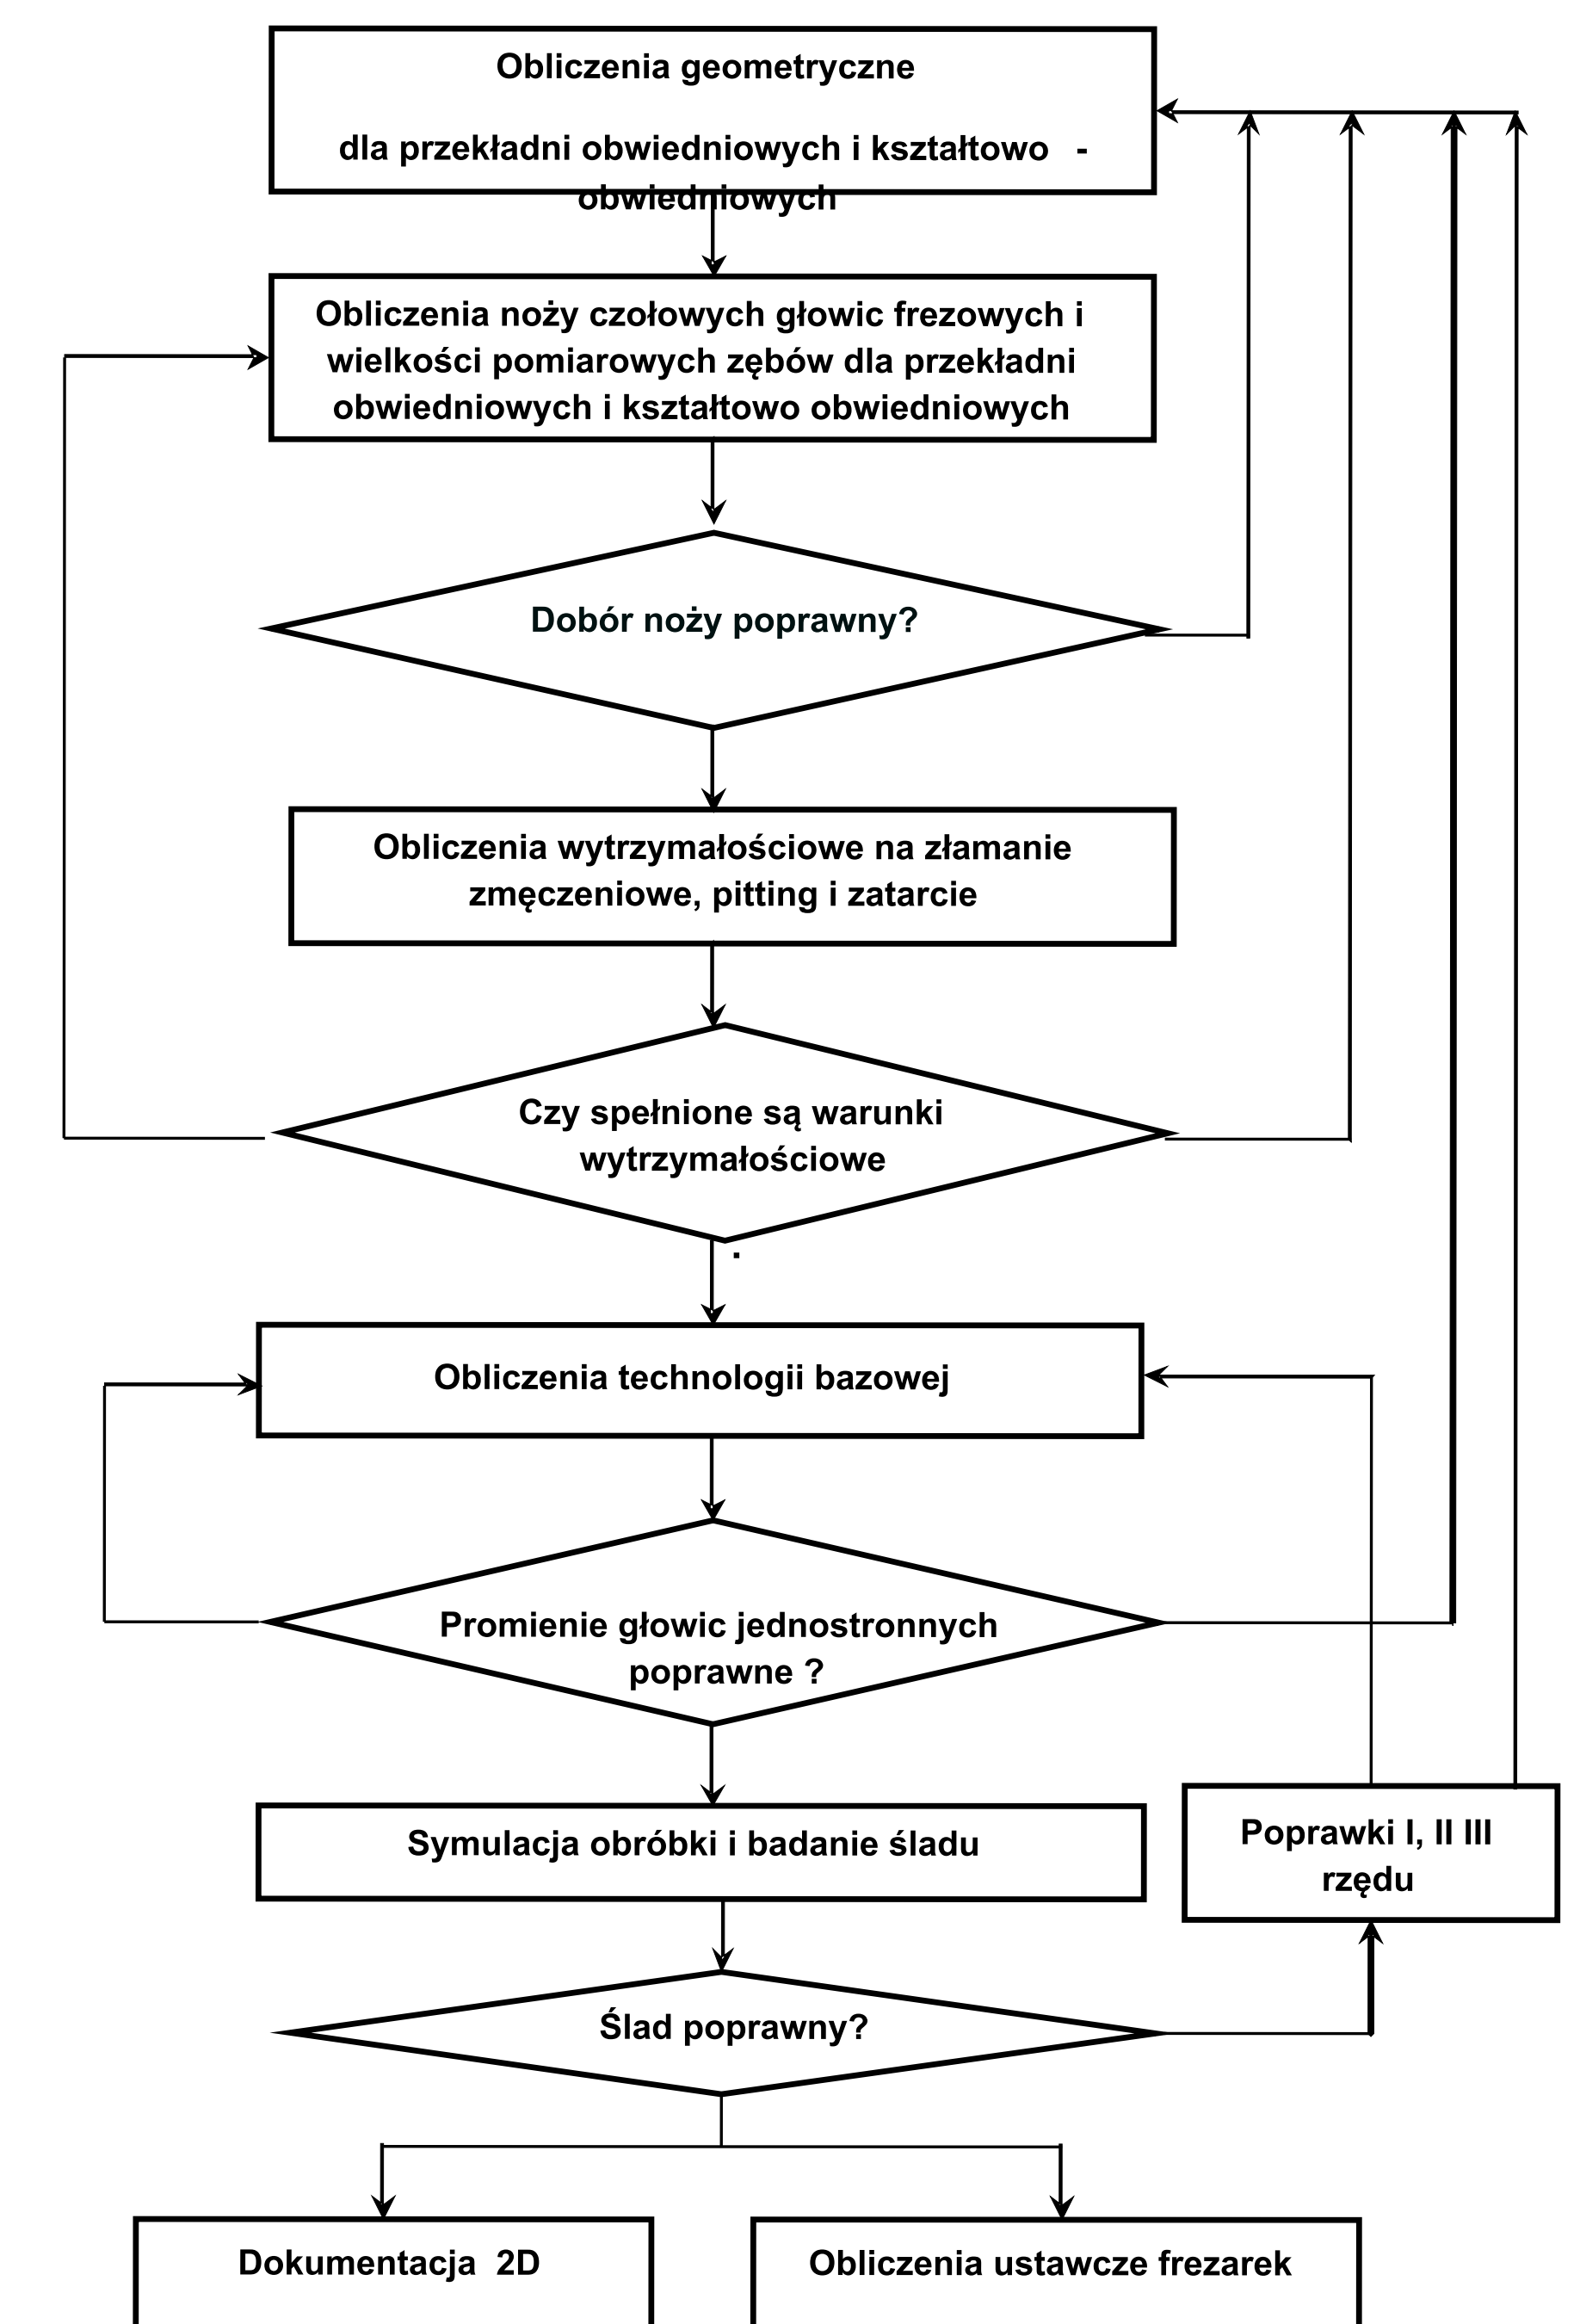 Obliczenia geometryczne
dla przekładni obwiedniowych i kształtowo -
obwiedniowych
Obliczenia noży czołowych głowic frezowych i
wielkości pomiarowych zębów dla przekładni
obwiedniowych i kształtowo obwiedniowych
Dobór noży poprawny?
Obliczenia wytrzymałościowe na złamanie
zmęczeniowe, pitting i zatarcie
Czy spełnione są warunki
wytrzymałościowe
.
Obliczenia technologii bazowej
Promienie głowic jednostronnych
poprawne ?
Symulacja obróbki i badanie śladu
Poprawki I, II III
rzędu
Ślad poprawny?
Dokumentacja 2D
Obliczenia ustawcze frezarek